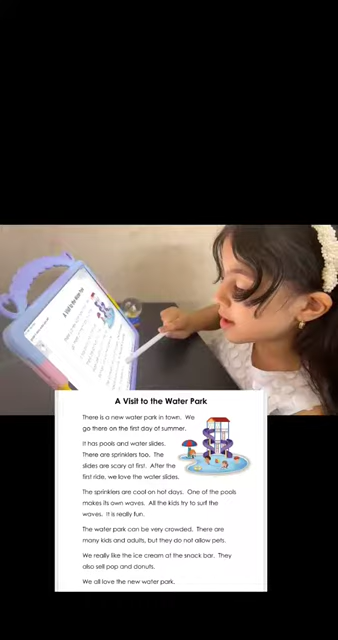 A Visit to the Water Park
A Visit to the Water Park
There is a new water park in town. We
go there on the first day of summer.
It has pools and water slides.
There are sprinklers too. The
slides are scary at first. After the
first ride, we love the water slides.
The sprinklers are cool on hot days. One of the pools
makes its own waves. All the kids try to surf the
waves. It is really fun.
The water park can be very crowded. There are
many kids and adults, but they do not allow pets.
We really like the ice cream at the snack bar. They
also sell pop and donuts.
We all love the new water park.